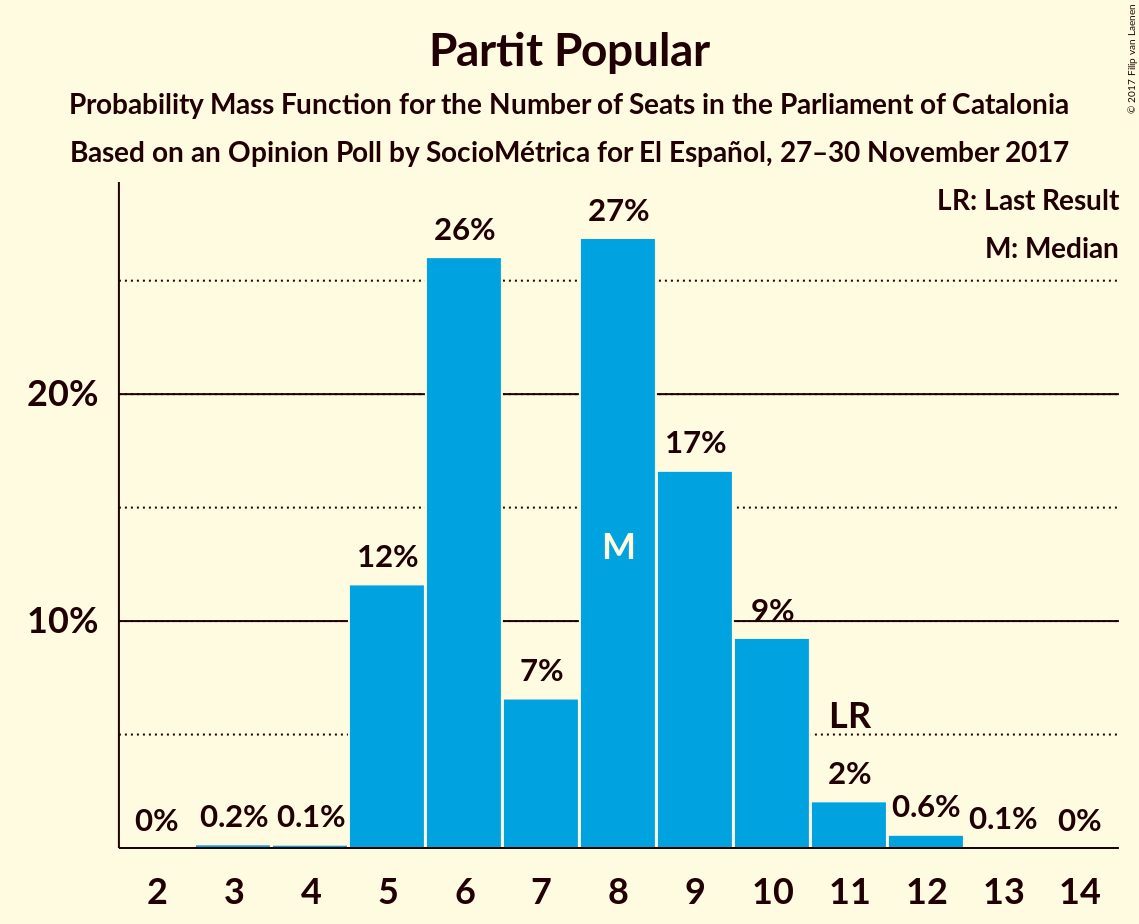 © 2017 Filip van Laenen
Partit Popular
Probability Mass Function for the Number of Seats in the Parliament of Catalonia
Based on an Opinion Poll by SocioMétrica for El Español, 27–30 November 2017
LR: Last Result
M: Median
27%
26%
20%
17%
M
12%
10%
9%
7%
LR
2%
0% 0.2% 0.1% 0.6% 0.1% 0%
2 3 4 5 6 7 8 9 10 11 12 13 14